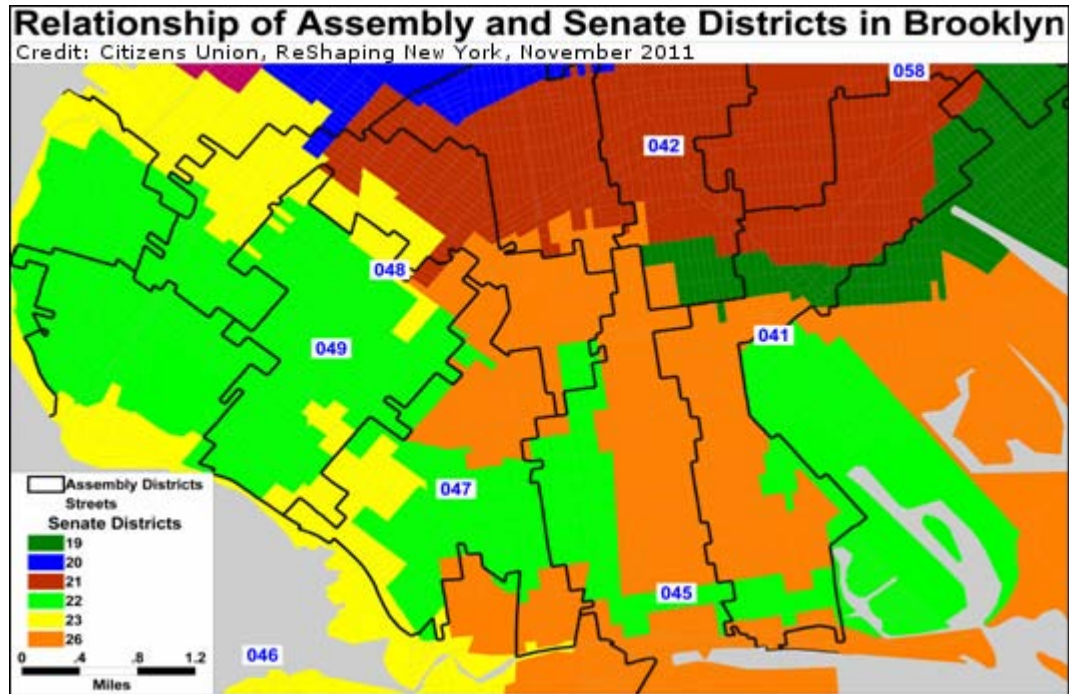 Relationship of Assembly and Senate Districts in Brooklyn
Credit: Citizens Union, ReShaping New York, November 2011
058
042
048
041
049
047
045
046
Assembly Districts
Streets
Senate Districts
19
20
21
22
23
26
0 .4 .8 1.2
Miles